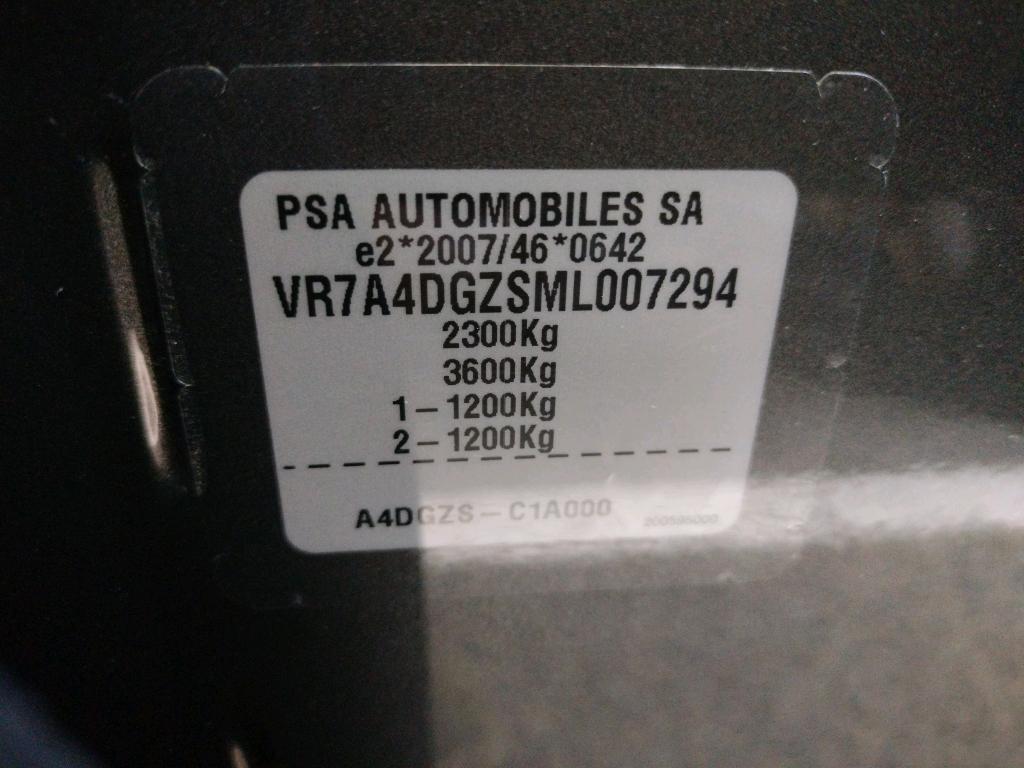 PSA AUTOMOBILES SA
e2*2007/46*0642
VR7A4DGZSML007294
2300Kg
3600Kg
1 – 1200Kg
2 – 1200Kg
A4DGZS – C1A000